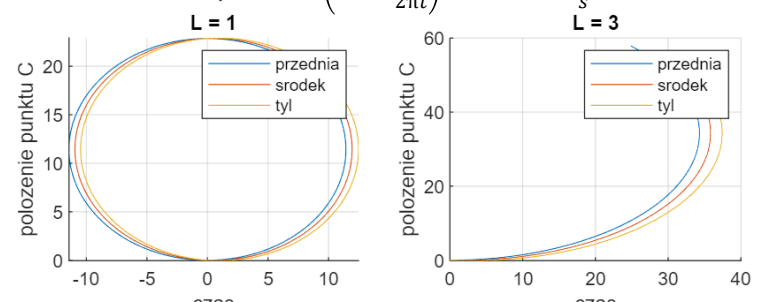 2πl
s
L = 1
L = 3
polozenie punktu C
20
15
10
5
0
-10
-5
0
5
10
przednia
srodek
tyl
polozenie punktu C
60
40
20
0
0
10
20
30
40
przednia
srodek
tyl